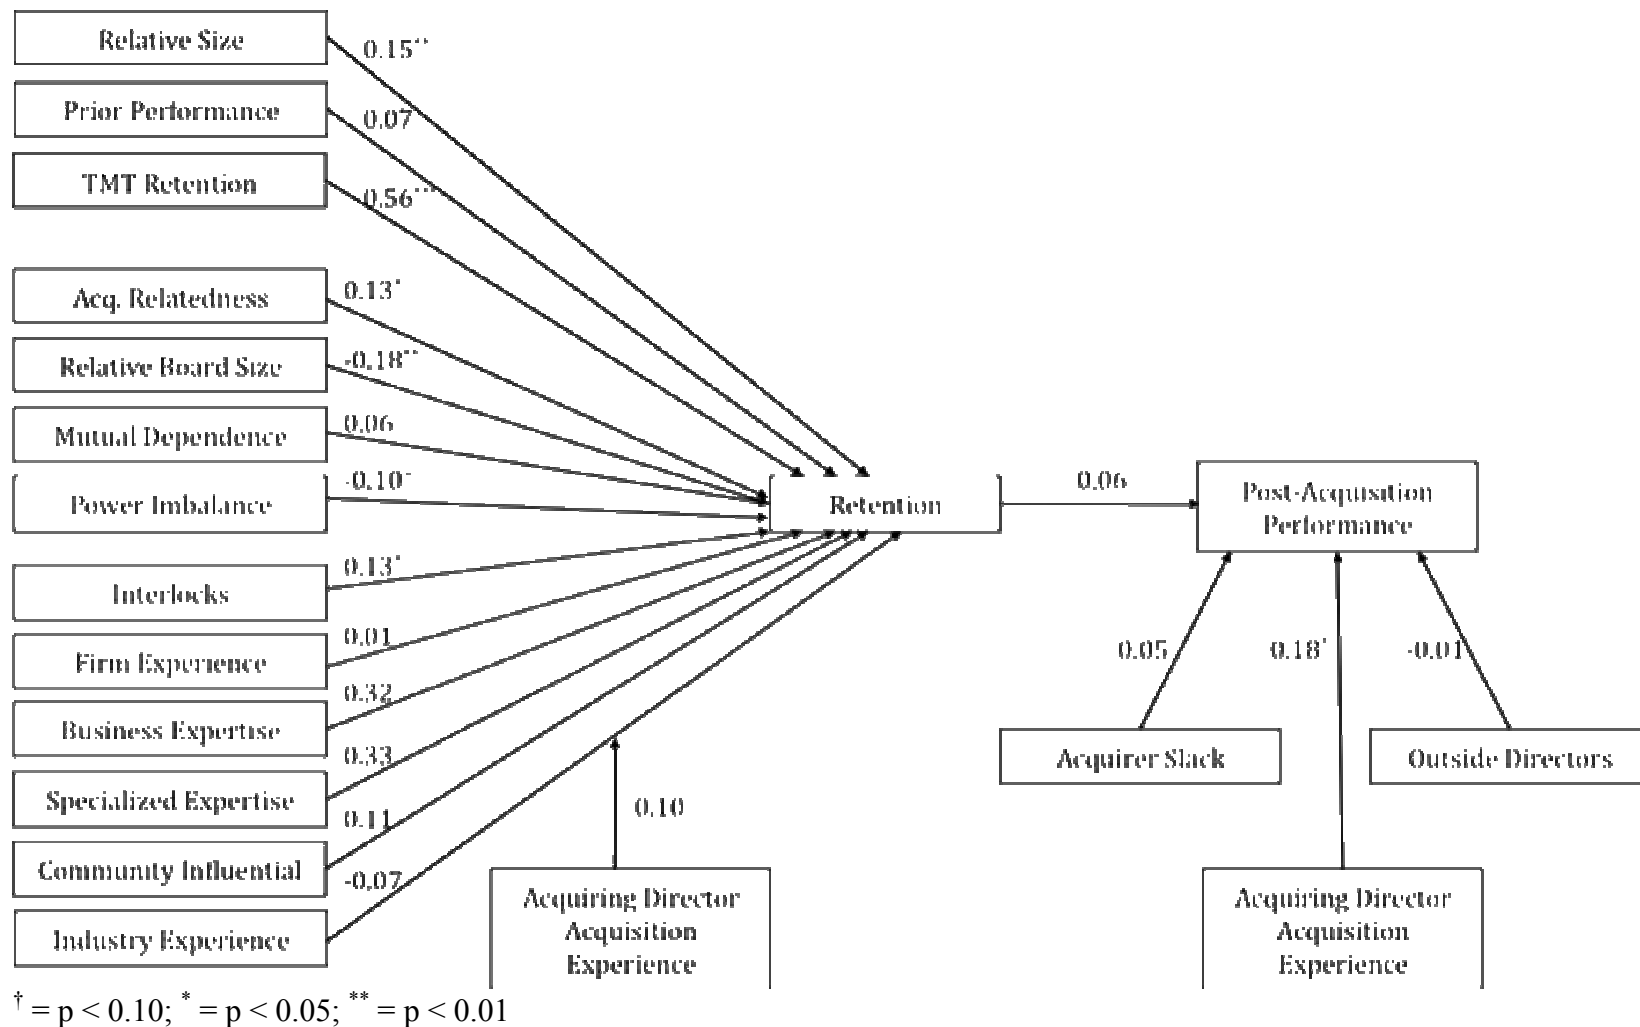 Relative Size
0.15**
Prior Performance
0.07
TMT Retention
0.56***
Acq. Relatedness
0.13*
Relative Board Size
-0.18**
Mutual Dependence
0.06
Power Imbalance
-0.10
Retention
0.06
Post-Acquisition
Performance
Interlocks
0.13*
Firm Experience
0.01
Business Expertise
0.32
Specialized Expertise
0.33
Community Influential
0.11
Industry Experience
-0.07
0.10
Acquiring Director
Acquisition
Experience
0.05
0.18*
-0.01
Acquirer Slack
Outside Directors
Acquiring Director
Acquisition
Experience
† = p < 0.10; * = p < 0.05; ** = p < 0.01